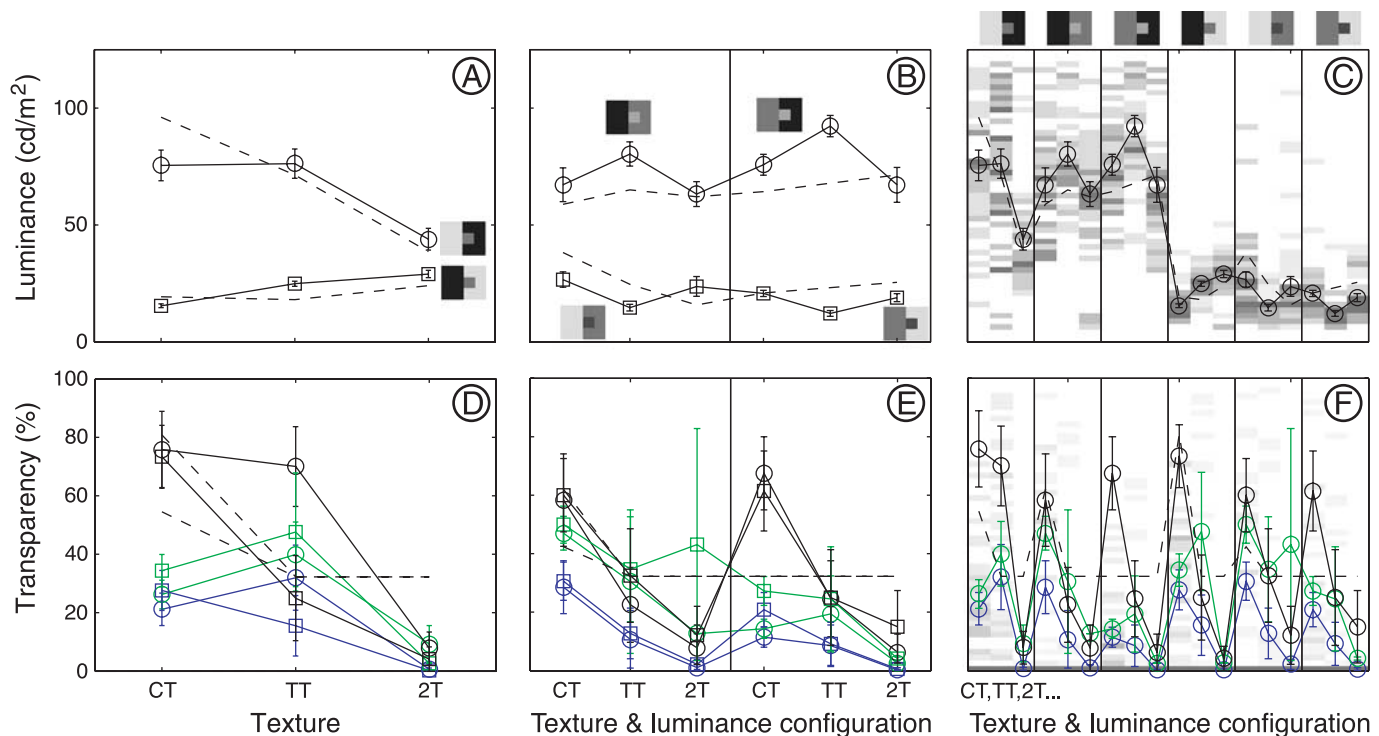 A
B
C
Luminance (cd/m²)
100
50
0
D
E
F
Transparency (%)
100
80
60
40
20
0
CT TT 2T
CT TT 2T CT TT 2T
CT,TT,2T...
Texture
Texture & luminance configuration
Texture & luminance configuration